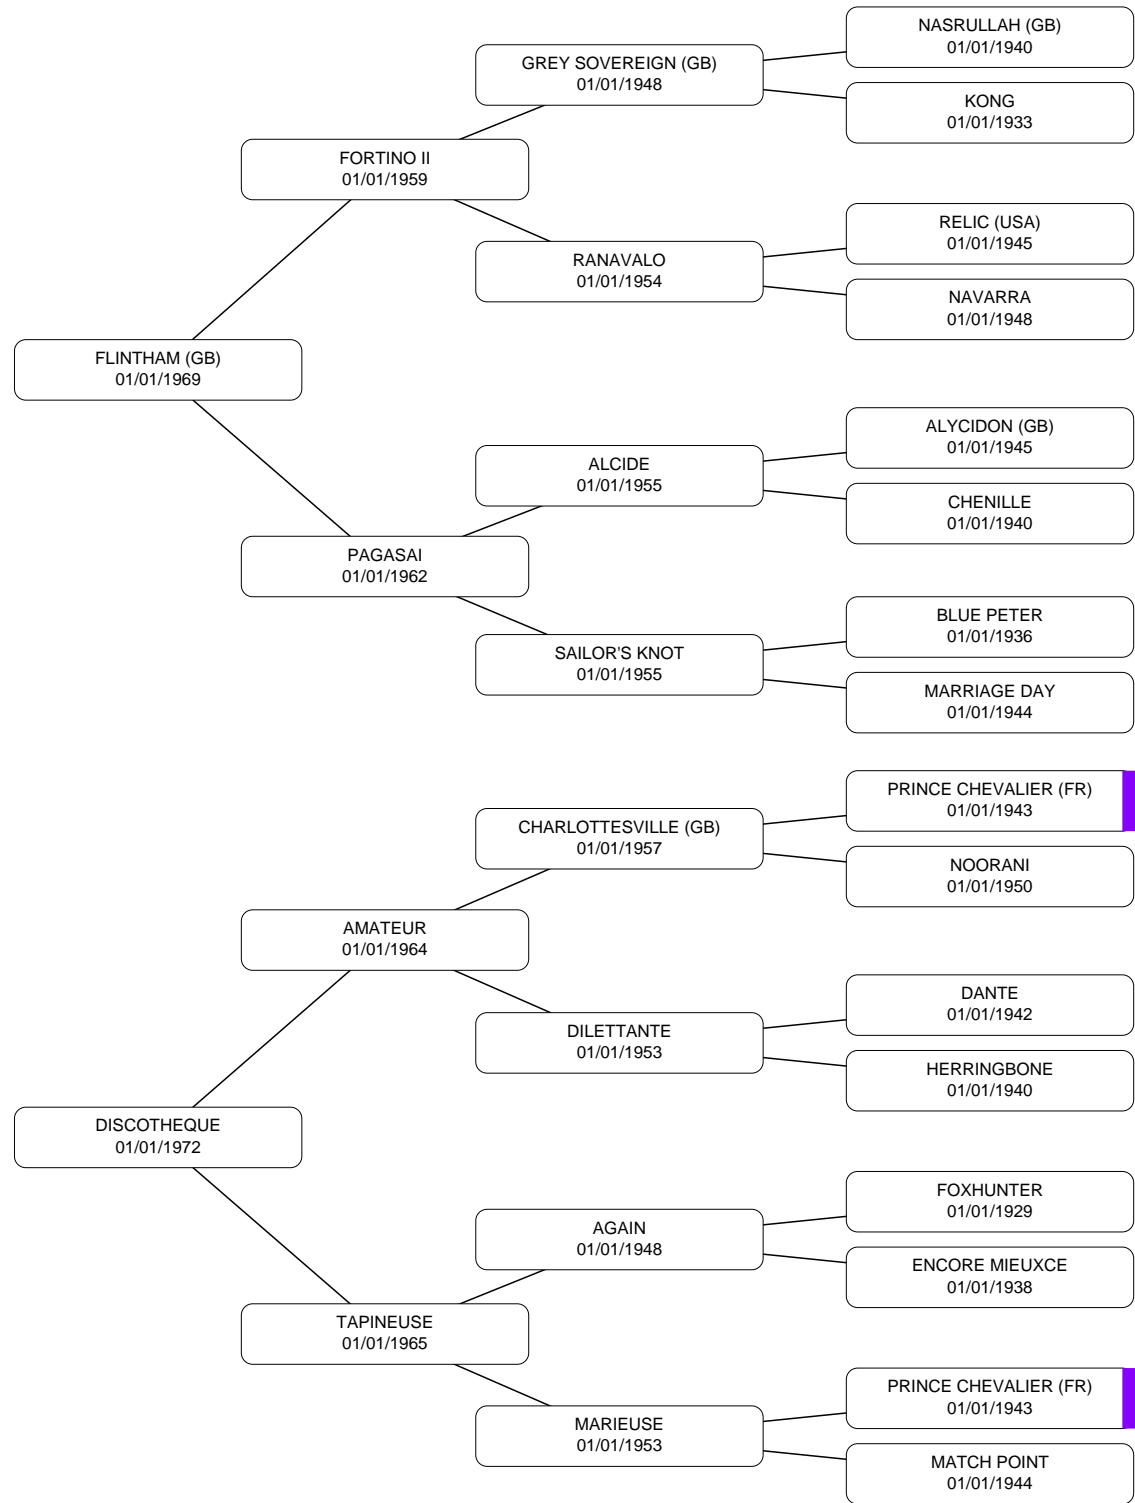 NASRULLAH (GB)
01/01/1940
GREY SOVEREIGN (GB)
01/01/1948
KONG
01/01/1933
FORTINO II
01/01/1959
RELIC (USA)
01/01/1945
RANAVALO
01/01/1954
NAVARRA
01/01/1948
FLINTHAM (GB)
01/01/1969
ALYCIDON (GB)
01/01/1945
ALCIDE
01/01/1955
CHENILLE
01/01/1940
PAGASAI
01/01/1962
BLUE PETER
01/01/1936
SAILOR'S KNOT
01/01/1955
MARRIAGE DAY
01/01/1944
PRINCE CHEVALIER (FR)
01/01/1943
CHARLOTTESVILLE (GB)
01/01/1957
NOORANI
01/01/1950
AMATEUR
01/01/1964
DANTE
01/01/1942
DILETTANTE
01/01/1953
HERRINGBONE
01/01/1940
DISCOTHEQUE
01/01/1972
FOXHUNTER
01/01/1929
AGAIN
01/01/1948
ENCORE MIEUXCE
01/01/1938
TAPINEUSE
01/01/1965
PRINCE CHEVALIER (FR)
01/01/1943
MARIEUSE
01/01/1953
MATCH POINT
01/01/1944